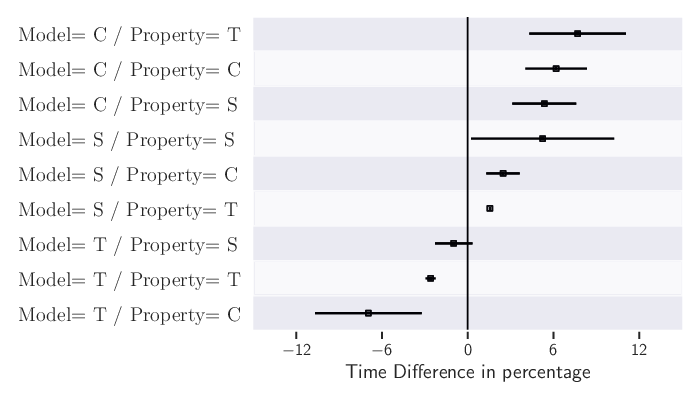 Model= C / Property= T
Model= C / Property= C
Model= C / Property= S
Model= S / Property= S
Model= S / Property= C
Model= S / Property= T
Model= T / Property= S
Model= T / Property= T
Model= T / Property= C
−12 −6 0 6 12
Time Difference in percentage